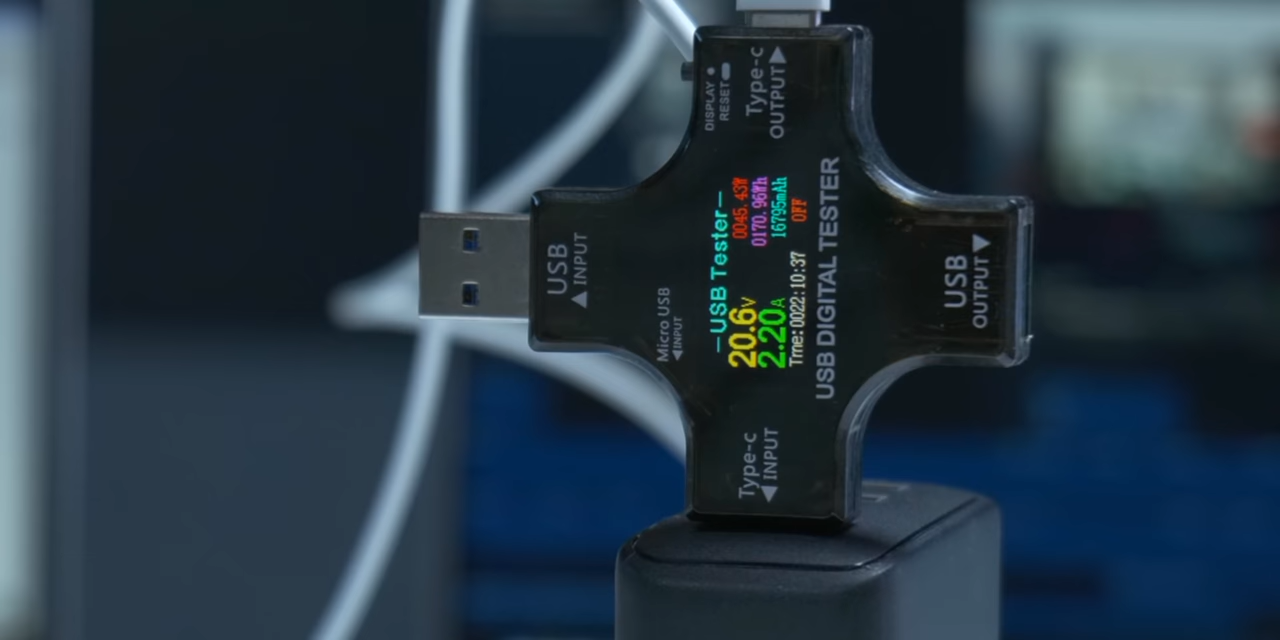 DISPLAY
RESET
Type-c
OUTPUT
USB
INPUT
Micro USB
INPUT
USB Tester
20.6V
2.20A
0045.43W
0170.96Wh
16795mAh
OFF
Tme:0022:10:37
USB DIGITAL TESTER
USB
OUTPUT
Type-c
INPUT